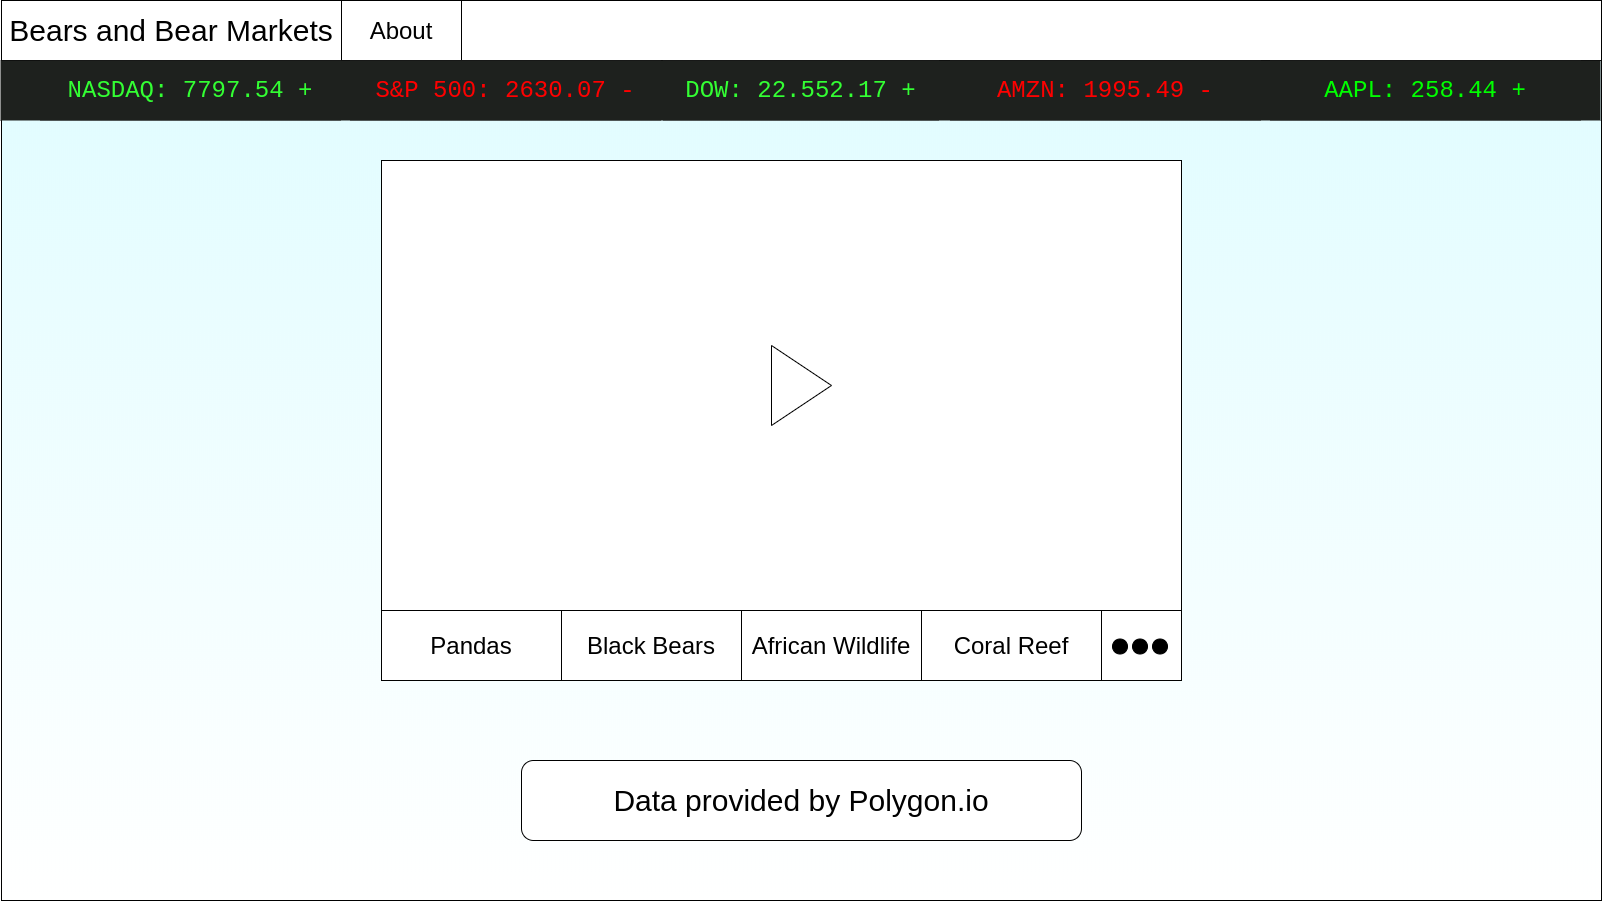 Bears and Bear Markets
About
NASDAQ: 7797.54 +
S&P 500: 2630.07 -
DOW: 22.552.17 +
AMZN: 1995.49 -
AAPL: 258.44 +
Pandas
Black Bears
African Wildlife
Coral Reef
Data provided by Polygon.io